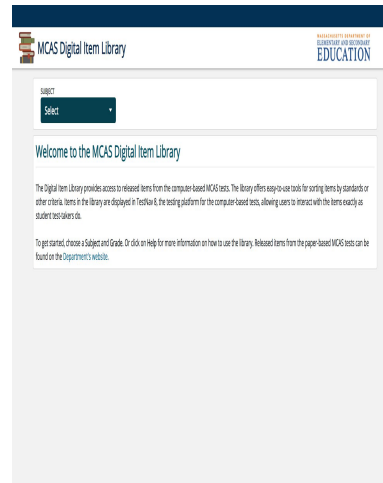 MCAS Digital Item Library
MASSACHUSETTS DEPARTMENT OF
ELEMENTARY AND SECONDARY
EDUCATION
SUBJECT
Select
Welcome to the MCAS Digital Item Library
The Digital Item Library provides access to released items from the computer-based MCAS tests. The library offers easy-to-use tools for sorting items by standards or
other criteria. Items in the library are displayed in TestNav 8, the testing platform for the computer-based tests, allowing users to interact with the items exactly as
student test-takers do.
To get started, choose a Subject and Grade. Or click on Help for more information on how to use the library. Released items from the paper-based MCAS tests can be
found on the Department's website.